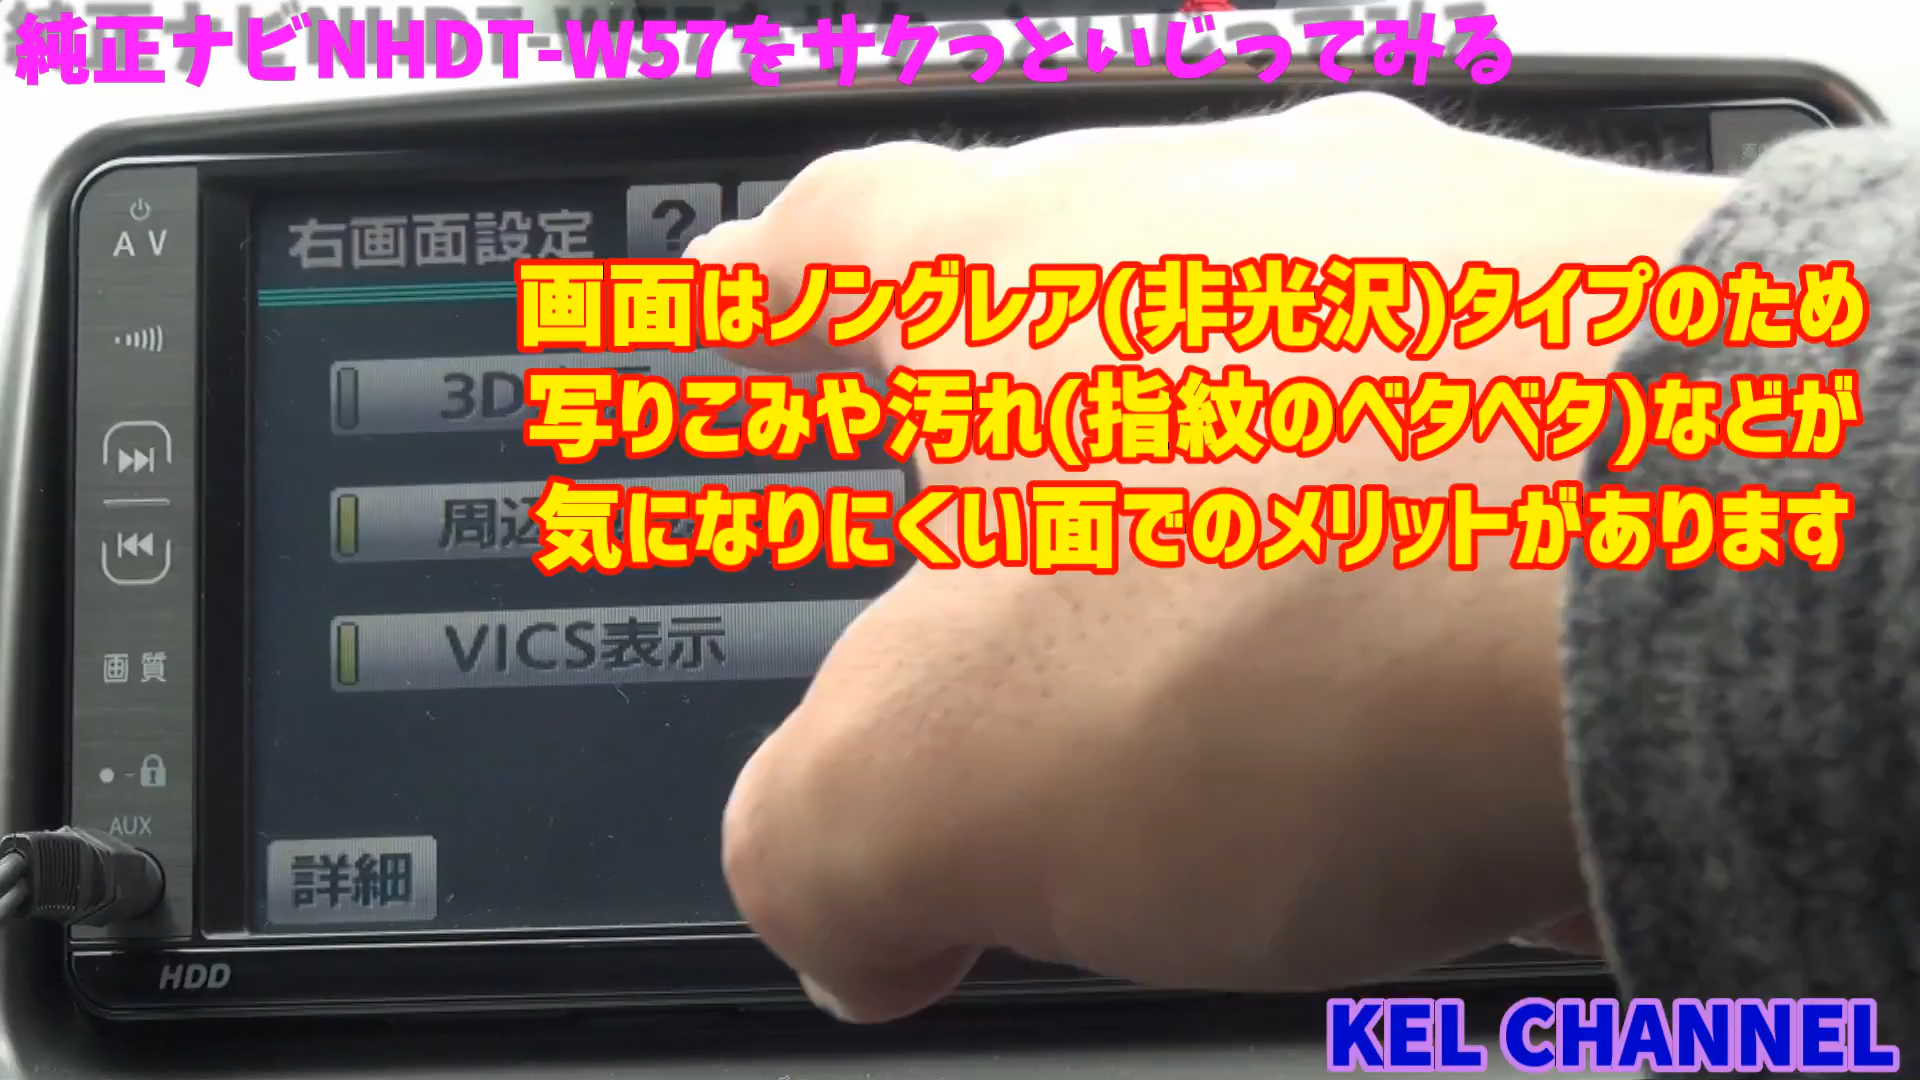 純正ナビNHDT-W57をサクっといじってみる
AV
右画面設定
?
画面はノングレア(非光沢)タイプのため
3D
写りこみや汚れ(指紋のベタベタ)などが
周辺
気になりにくい面でのメリットがあります
VICS表示
画質
AUX
詳細
HDD
KEL CHANNEL